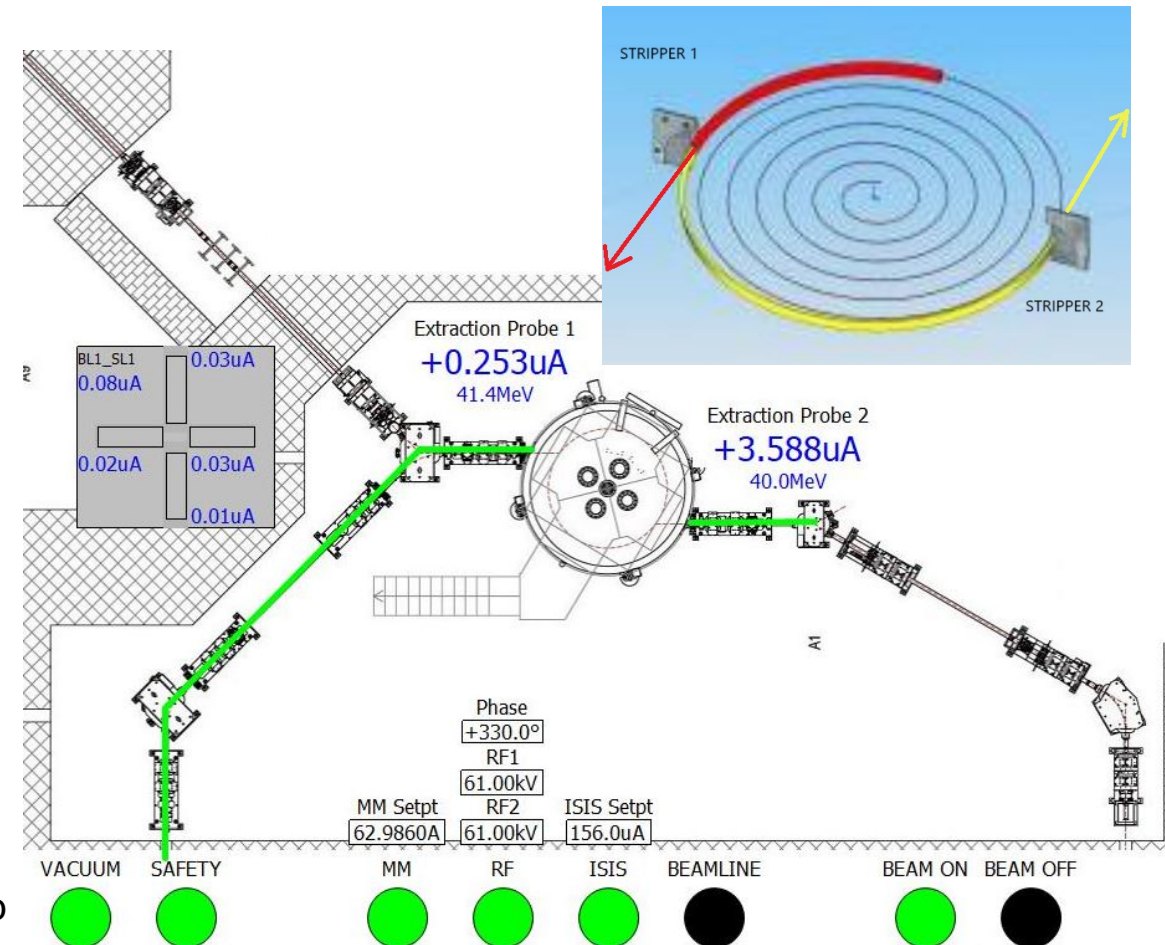 STRIPPER 1
STRIPPER 2
Extraction Probe 1
+0.253uA
41.4MeV
Extraction Probe 2
+3.588uA
40.0MeV
BL1_SL1
0.08uA
0.03uA
0.02uA
0.03uA
0.01uA
A9
A1
Phase
+330.0°
RF1
61.00kV
MM Setpt
RF2
ISIS Setpt
62.9860A
61.00kV
156.0uA
VACUUM
SAFETY
MM
RF
ISIS
BEAMLINE
BEAM ON
BEAM OFF